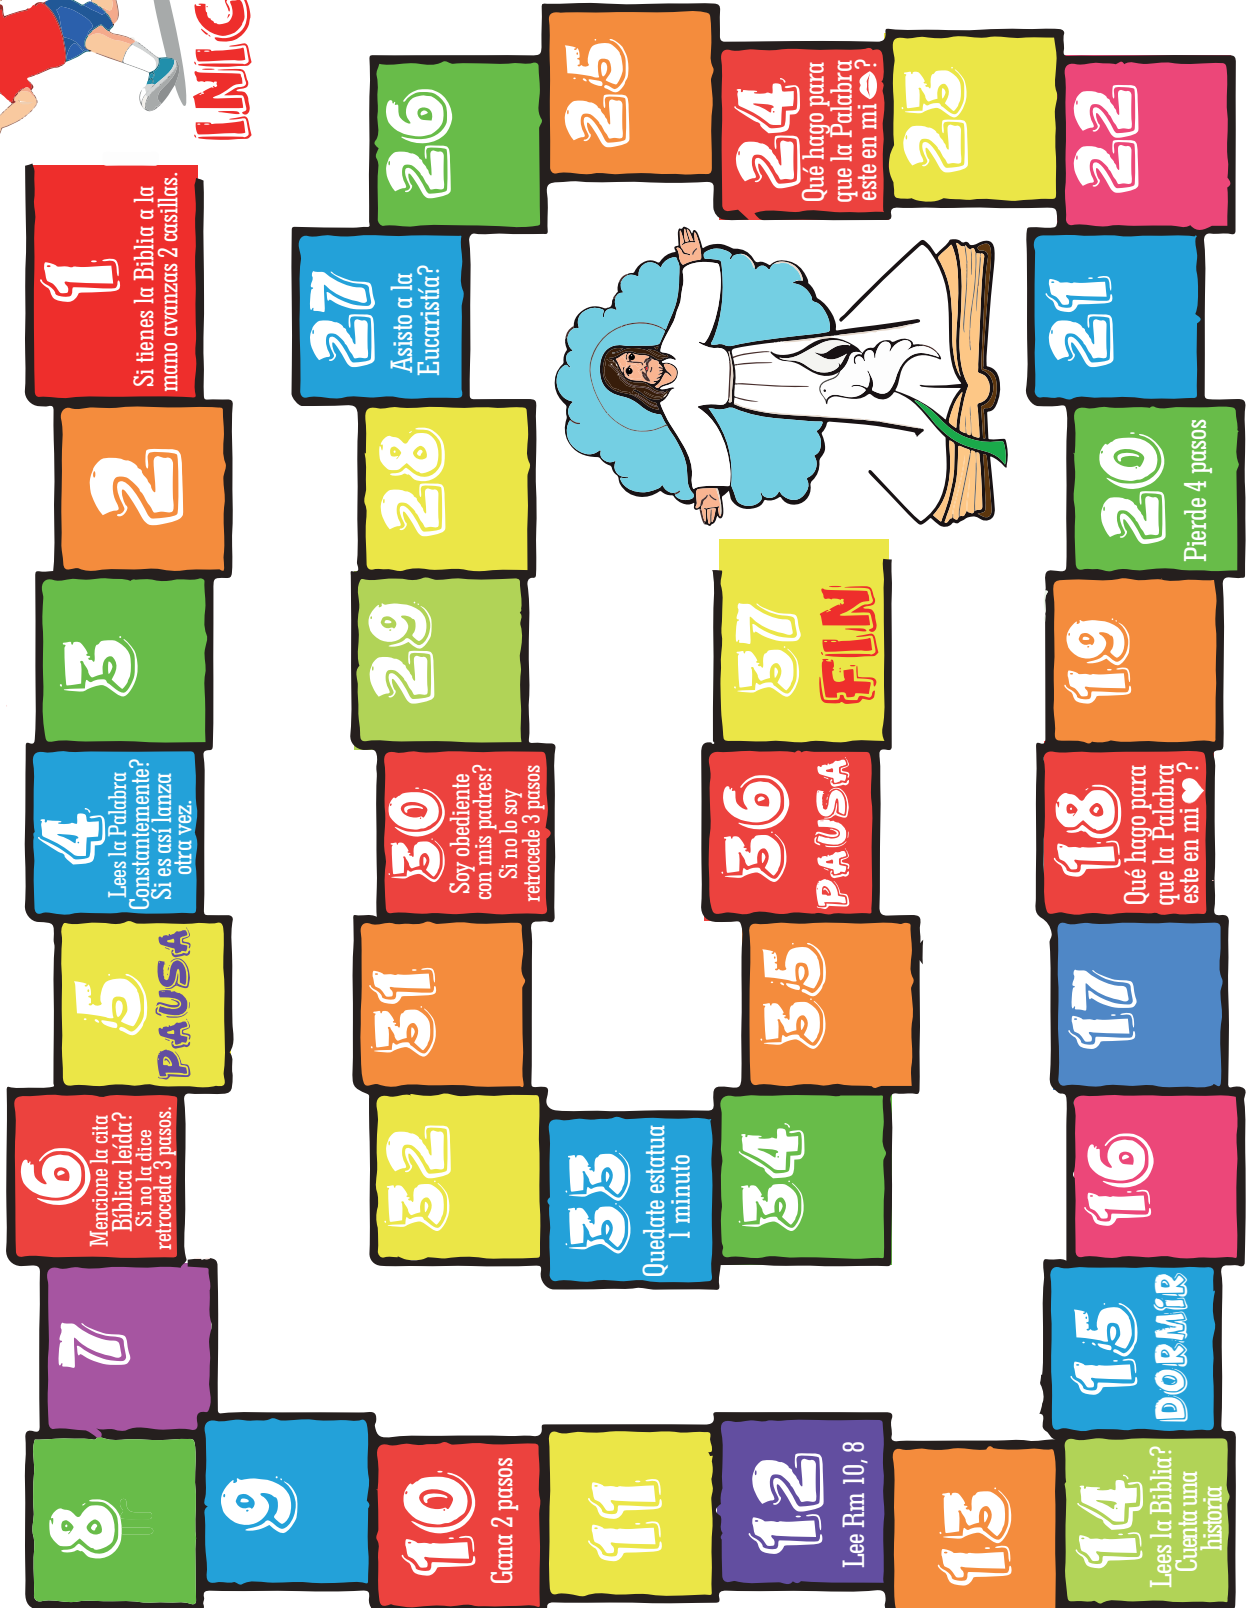 INIC
1
Si tienes la Biblia a la
mano avanzas 2 casillas.
2
3
4
Lees la Palabra
Constantemente?
Si es así lanza
otra vez.
5
PAUSA
6
Mencione la cita
Bíblica leída?
Si no la dice
retroceda 3 pasos.
7
8
9
10
Gana 2 pasos
11
12
Lee Rm 10, 8
13
14
Lees la Biblia?
Cuenta una
historia
15
DORMIR
16
17
18
Qué hago para
que la Palabra
este en mi ?
19
20
Pierde 4 pasos
21
22
23
24
Qué hago para
que la Palabra
este en mi ?
25
26
27
Asisto a la
Eucaristía?
28
29
30
Soy obediente
con mis padres?
Si no lo soy
retrocede 3 pasos
31
32
33
Quedate estatua
1 minuto
34
35
36
PAUSA
37
FIN